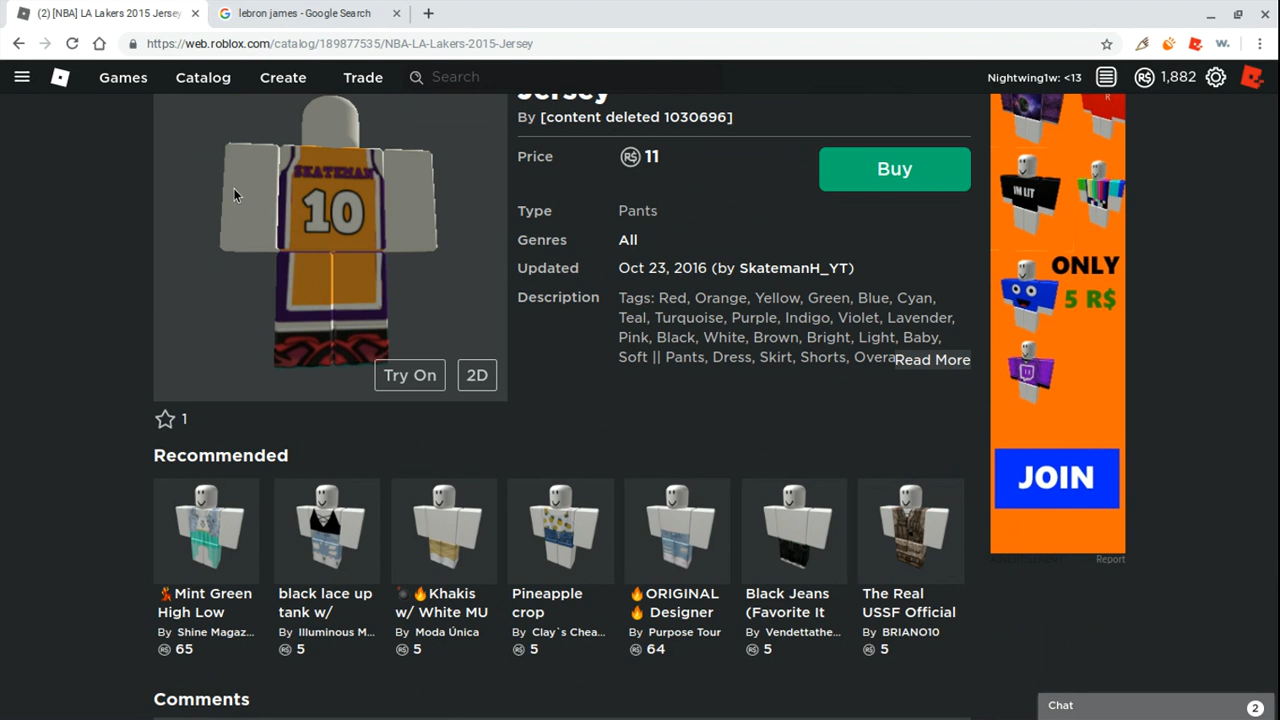 (2) [NBA] LA Lakers 2015 Jersey
lebron james - Google Search
https://web.roblox.com/catalog/189877535/NBA-LA-Lakers-2015-Jersey
Games
Catalog
Create
Trade
Search
Nightwing1w: <13
1,882
Jersey
By [content deleted 1030696]
Price
R$ 11
Buy
Type
Pants
Genres
All
Updated
Oct 23, 2016 (by SkatemanH_YT)
Description
Tags: Red, Orange, Yellow, Green, Blue, Cyan,
Teal, Turquoise, Purple, Indigo, Violet, Lavender,
Pink, Black, White, Brown, Bright, Light, Baby,
Soft || Pants, Dress, Skirt, Shorts, Overa
Read More
SKATEMAN
10
Try On
2D
1
R
IM LIT
ONLY
5 R$
JOIN
ADVERTISEMENT
Report
Recommended
💃Mint Green
High Low
By Shine Magaz...
R$ 65
black lace up
tank w/
By Illuminous M...
R$ 5
💣🔥Khakis
w/ White MU
By Moda Única
R$ 5
Pineapple
crop
By Clay`s Chea...
R$ 5
🔥ORIGINAL
🔥 Designer
By Purpose Tour
R$ 64
Black Jeans
(Favorite It
By Vendettathe...
R$ 5
The Real
USSF Official
By BRIANO10
R$ 5
Comments
Chat
2